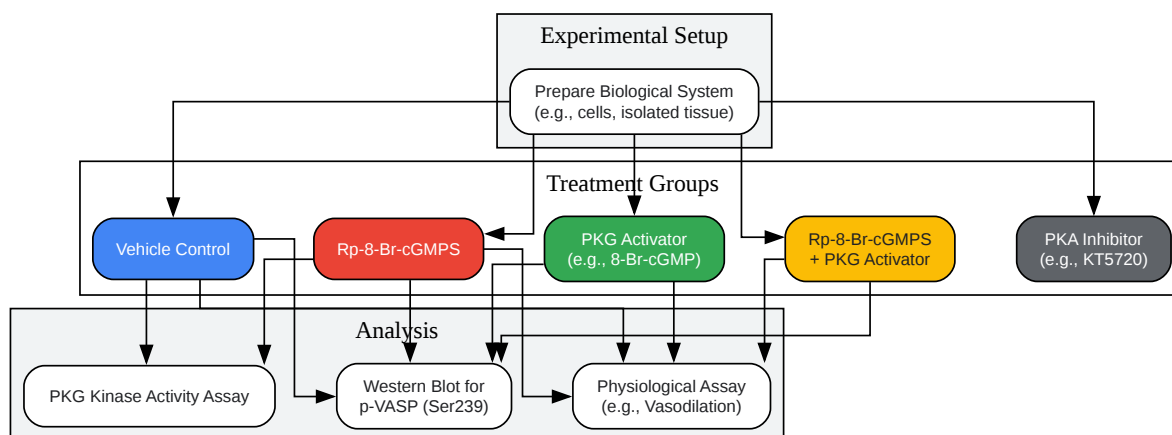 Experimental Setup
Prepare Biological System
(e.g., cells, isolated tissue)
Treatment Groups
Vehicle Control
Rp-8-Br-cGMPS
PKG Activator
(e.g., 8-Br-cGMP)
Rp-8-Br-cGMPS
+ PKG Activator
PKA Inhibitor
(e.g., KT5720)
Analysis
PKG Kinase Activity Assay
Western Blot for
p-VASP (Ser239)
Physiological Assay
(e.g., Vasodilation)